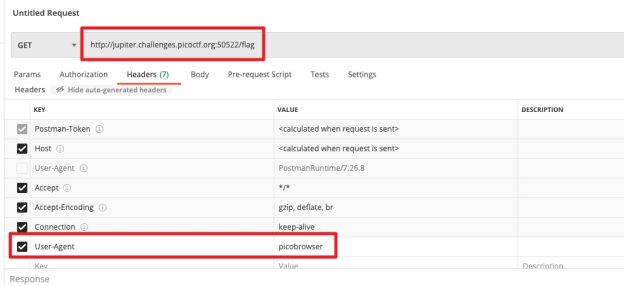 Untitled Request
GET http://jupiter.challenges.picoctf.org:50522/flag
Params Authorization Headers (7) Body Pre-request Script Tests Settings
Headers Hide auto-generated headers
KEY VALUE DESCRIPTION
Postman-Token <calculated when request is sent>
Host <calculated when request is sent>
User-Agent PostmanRuntime/7.26.8
Accept */*
Accept-Encoding gzip, deflate, br
Connection keep-alive
User-Agent picobrowser
Key Value Description
Response